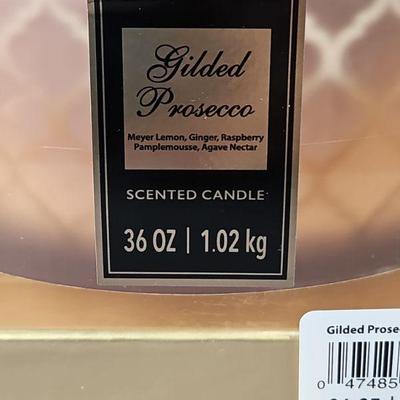 Gilded
Prosecco
Meyer Lemon, Ginger, Raspberry
Pamplemousse, Agave Nectar
SCENTED CANDLE
36 OZ | 1.02 kg
Gilded Prose
0 47485